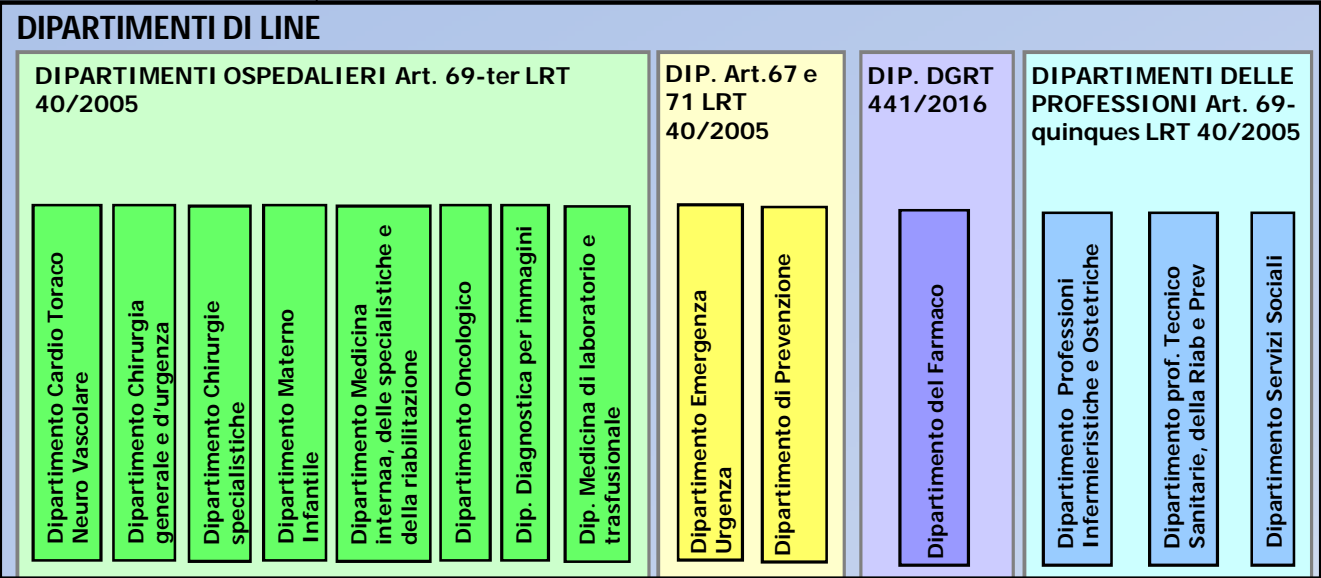 DIPARTIMENTI DI LINE
DIPARTIMENTI OSPEDALIERI Art. 69-ter LRT
40/2005
Dipartimento Cardio Toraco
Neuro Vascolare
Dipartimento Chirurgia
generale e d'urgenza
Dipartimento Chirurgie
specialistiche
Dipartimento Materno
Infantile
Dipartimento Medicina
internaa, delle specialistiche e
della riabilitazione
Dipartimento Oncologico
Dip. Diagnostica per immagini
Dip. Medicina di laboratorio e
trasfusionale
DIP. Art.67 e
71 LRT
40/2005
Dipartimento Emergenza
Urgenza
Dipartimento di Prevenzione
DIP. DGRT
441/2016
Dipartimento del Farmaco
DIPARTIMENTI DELLE
PROFESSIONI Art. 69-
quinques LRT 40/2005
Dipartimento Professioni
Infermieristiche e Ostetriche
Dipartimento prof. Tecnico
Sanitarie, della Riab e Prev
Dipartimento Servizi Sociali